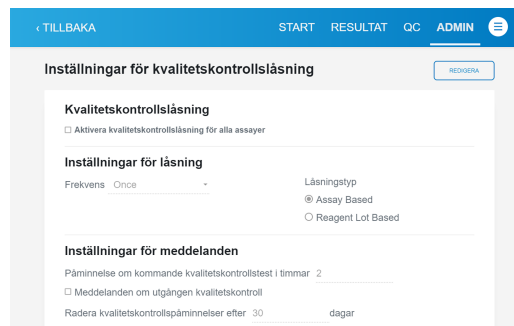 ‹ TILLBAKA START RESULTAT QC ADMIN
Inställningar för kvalitetskontrollslåsning REDIGERA
Kvalitetskontrollslåsning
Aktivera kvalitetskontrollslåsning för alla assayer
Inställningar för låsning
Frekvens Once Låsningstyp
Assay Based
Reagent Lot Based
Inställningar för meddelanden
Påminnelse om kommande kvalitetskontrollstest i timmar 2
Meddelanden om utgången kvalitetskontroll
Radera kvalitetskontrollspåminnelser efter 30 dagar